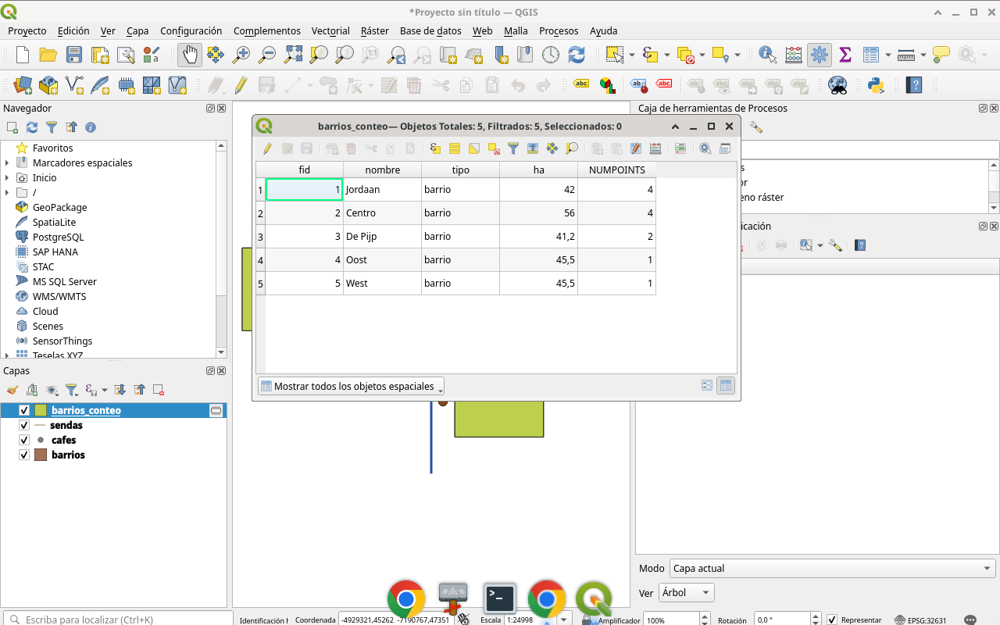 *Proyecto sin título — QGIS
Proyecto Edición Ver Capa Configuración Complementos Vectorial Ráster Base de datos Web Malla Procesos Ayuda
Navegador
Favoritos
Marcadores espaciales
Inicio
/
GeoPackage
SpatiaLite
PostgreSQL
SAP HANA
STAC
MS SQL Server
WMS/WMTS
Cloud
Scenes
SensorThings
Teselas XYZ
Capas
barrios_conteo
sendas
cafes
barrios
barrios_conteo— Objetos Totales: 5, Filtrados: 5, Seleccionados: 0
fid nombre tipo ha NUMPOINTS
1 1 Jordaan barrio 42 4
2 2 Centro barrio 56 4
3 3 De Pijp barrio 41,2 2
4 4 Oost barrio 45,5 1
5 5 West barrio 45,5 1
Mostrar todos los objetos espaciales
Caja de herramientas de Procesos
eno ráster
Modo Capa actual
Ver Árbol
Escriba para localizar (Ctrl+K)
Coordenada -4929321,45262 -7190767,47351 Escala 1:24998 Amplificador 100% Rotación 0,0 ° Representar EPSG:32631